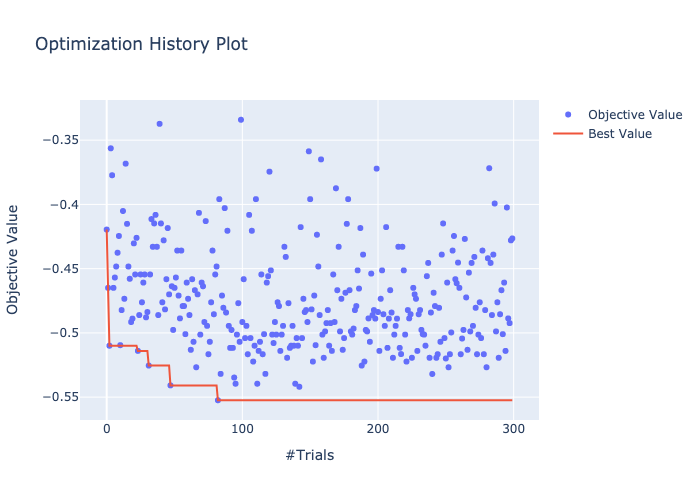 Optimization History Plot
Objective Value
Best Value
−0.35
−0.4
−0.45
−0.5
−0.55
Objective Value
0
100
200
300
#Trials